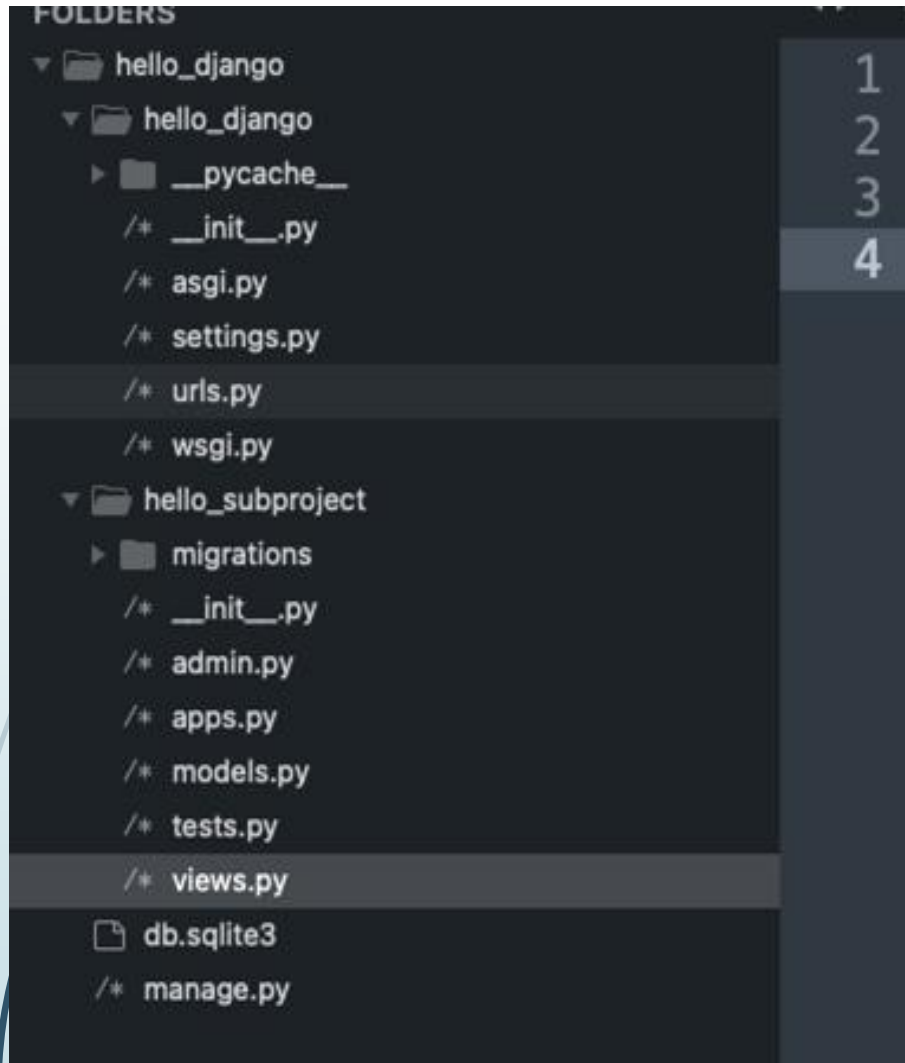 FOLDERS
hello_django
hello_django
__pycache__
/* __init__.py
/* asgi.py
/* settings.py
/* urls.py
/* wsgi.py
hello_subproject
migrations
/* __init__.py
/* admin.py
/* apps.py
/* models.py
/* tests.py
/* views.py
db.sqlite3
/* manage.py
1
2
3
4